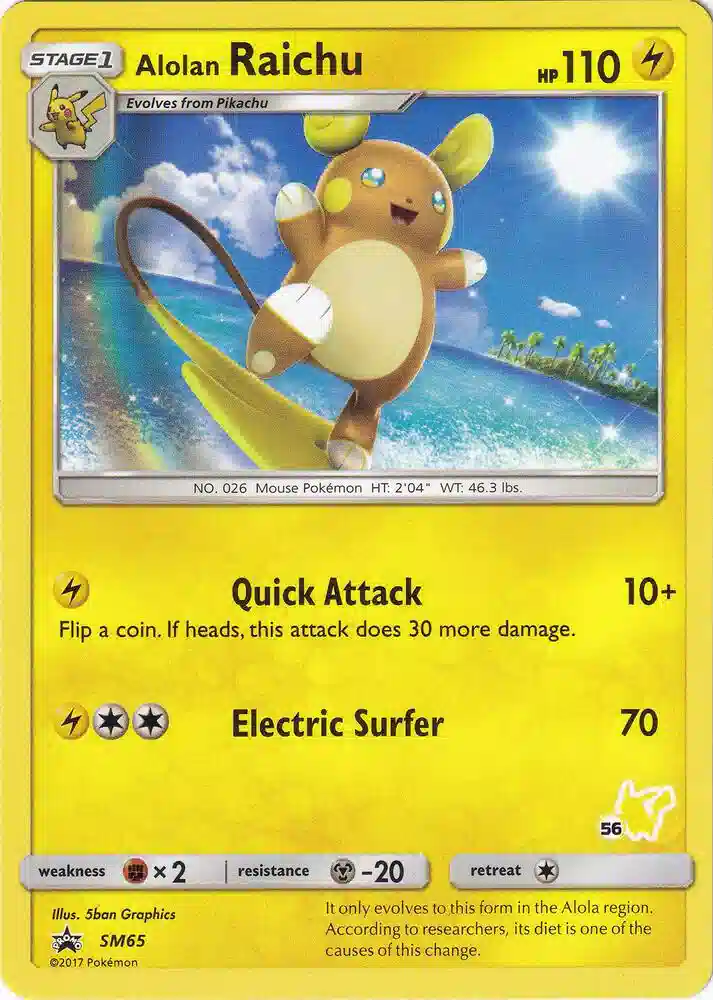 STAGE1 Alolan Raichu HP110
Evolves from Pikachu
NO. 026 Mouse Pokémon HT: 2'04" WT: 46.3 lbs.
Quick Attack 10+
Flip a coin. If heads, this attack does 30 more damage.
Electric Surfer 70
56
weakness ×2 resistance -20 retreat
Illus. 5ban Graphics
PROMO SM65
©2017 Pokémon
It only evolves to this form in the Alola region.
According to researchers, its diet is one of the
causes of this change.